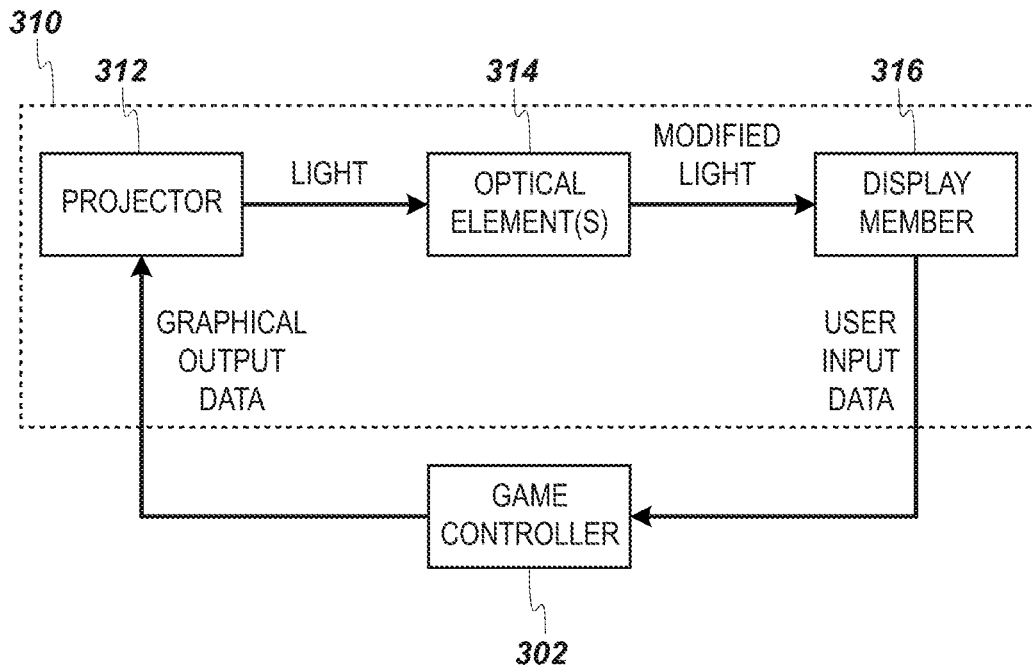 310
312
314
316
PROJECTOR
LIGHT
OPTICAL
ELEMENT(S)
MODIFIED
LIGHT
DISPLAY
MEMBER
GRAPHICAL
OUTPUT
DATA
USER
INPUT
DATA
GAME
CONTROLLER
302